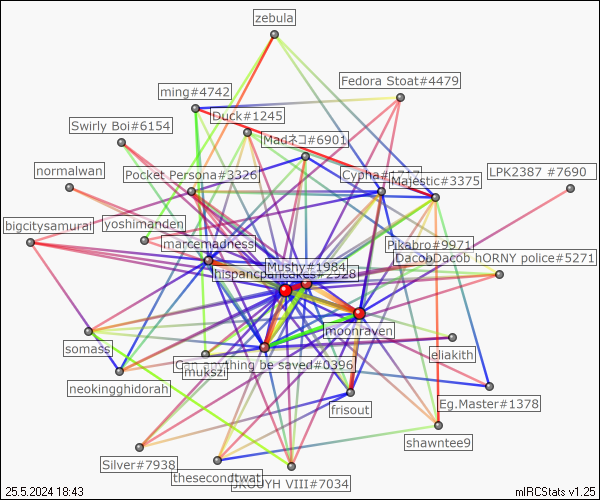 zebula
Fedora Stoat#4479
ming#4742
Duck#1245
Swirly Boi#6154
Madネコ#6901
normalwan
Pocket Persona#3326
Majestic#3375
LPK2387 #7690
bigcitysamurai
yoshimanden
marcemadness
Pikabro#9971
DacobDacob hORNY police#5271
Mushy#1984
hispancpancakes#2928
moonraven
somass
Can anything be saved#0396
eliakith
mukszi
neokingghidorah
frisout
Eg.Master#1378
shawntee9
Silver#7938
thesecondtwat
JKOUYH VIII#7034
25.5.2024 18:43
mIRCStats v1.25